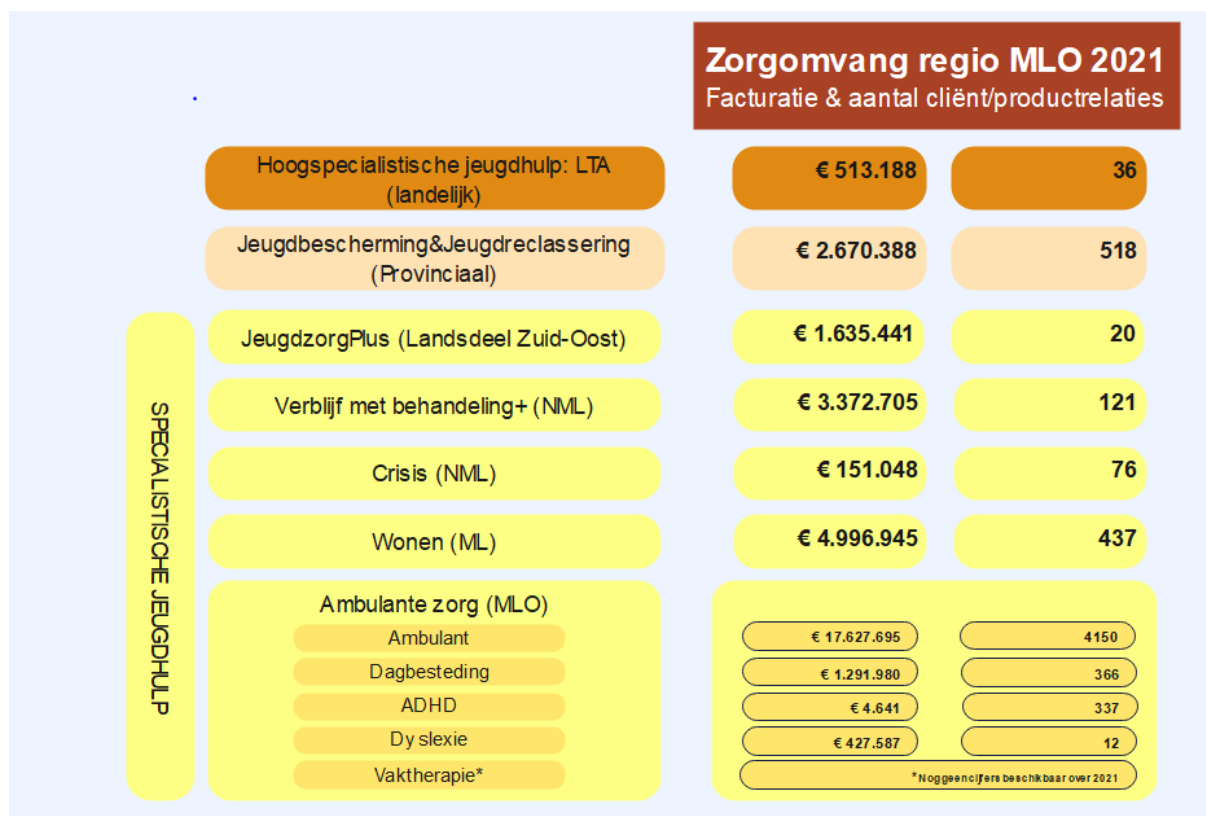 Zorgomvang regio MLO 2021
Facturatie & aantal cliënt/productrelaties
Hoogspecialistische jeugdhulp: LTA
(landelijk)
€ 513.188 36
Jeugdbescherming&Jeugdreclassering
(Provinciaal)
€ 2.670.388 518
SPECIALISTISCHE JEUGDHULP
JeugdzorgPlus (Landsdeel Zuid-Oost) € 1.635.441 20
Verblijf met behandeling+ (NML) € 3.372.705 121
Crisis (NML) € 151.048 76
Wonen (ML) € 4.996.945 437
Ambulante zorg (MLO)
Ambulant € 17.627.695 4150
Dagbesteding € 1.291.980 366
ADHD € 4.641 337
Dyslexie € 427.587 12
Vaktherapie* *Nog geen cijfers beschikbaar over 2021